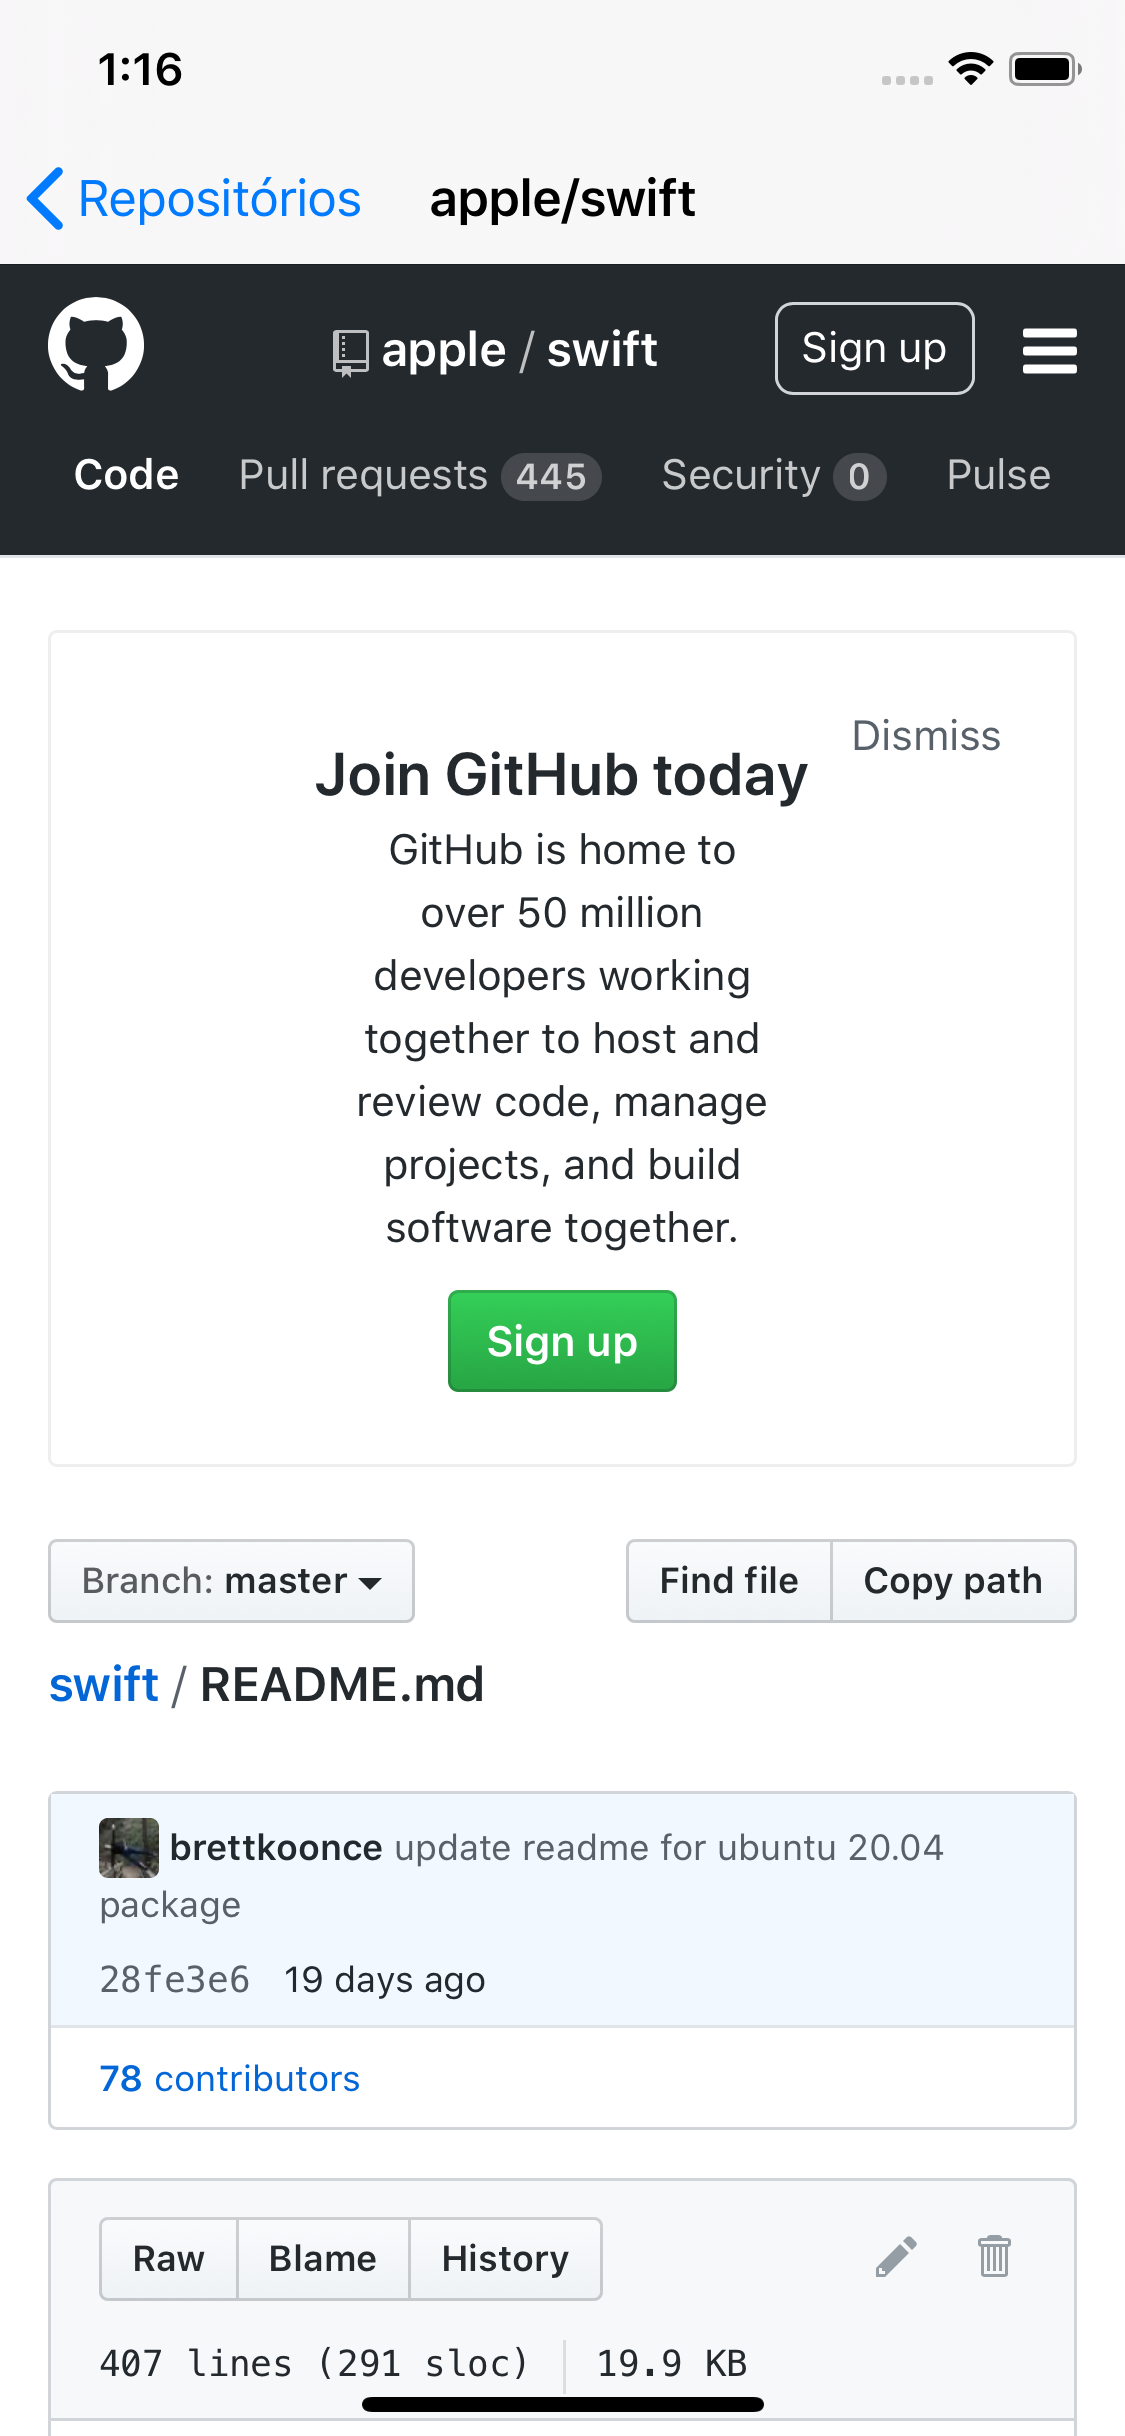 1:16
Repositórios apple/swift
apple / swift Sign up
Code Pull requests 445 Security 0 Pulse
Dismiss
Join GitHub today
GitHub is home to
over 50 million
developers working
together to host and
review code, manage
projects, and build
software together.
Sign up
Branch: master Find file Copy path
swift / README.md
brettkoonce update readme for ubuntu 20.04
package
28fe3e6 19 days ago
78 contributors
Raw Blame History
407 lines (291 sloc) 19.9 KB